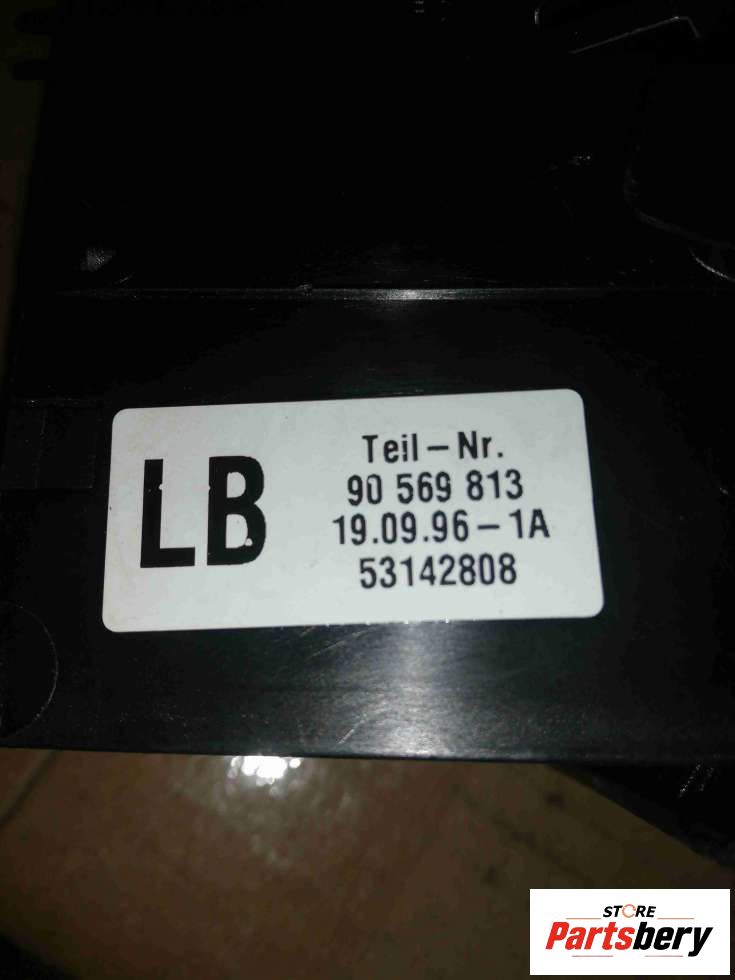 LB
Teil – Nr.
90 569 813
19.09.96 – 1A
53142808
STORE
Partsbery